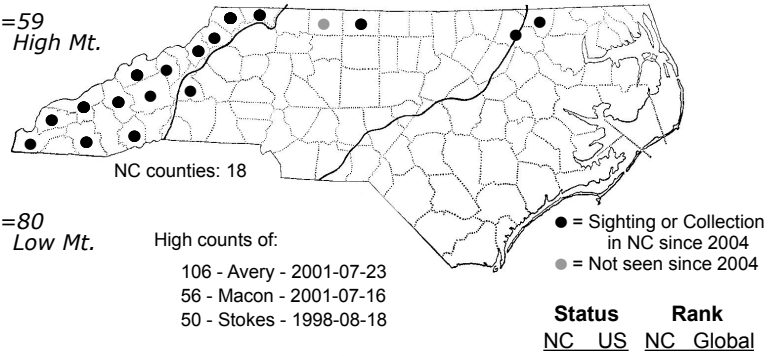 =59
High Mt.
NC counties: 18
=80
Low Mt.
High counts of:
106 - Avery - 2001-07-23
56 - Macon - 2001-07-16
50 - Stokes - 1998-08-18
= Sighting or Collection
in NC since 2004
= Not seen since 2004
Status Rank
NC US NC Global